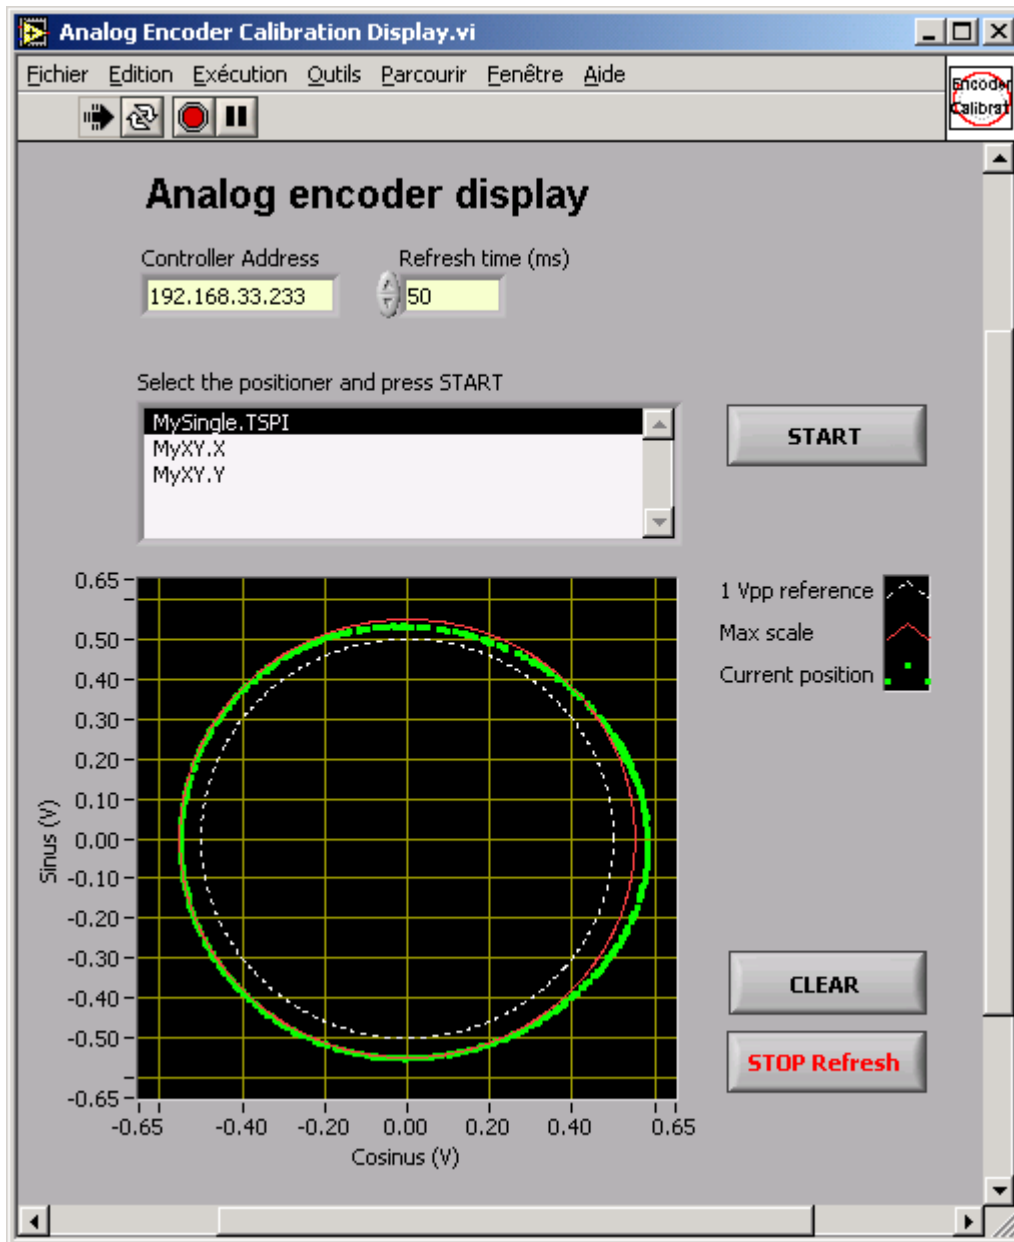 Analog Encoder Calibration Display.vi
Fichier Edition Exécution Outils Parcourir Fenêtre Aide
Encoder
Calibrat
Analog encoder display
Controller Address Refresh time (ms)
192.168.33.233 50
Select the positioner and press START
MySingle.TSPI
MyXY.X
MyXY.Y
START
0.65
0.50
0.40
0.30
0.20
0.10
0.00
-0.10
-0.20
-0.30
-0.40
-0.50
-0.65
Sinus (V)
-0.65 -0.40 -0.20 0.00 0.20 0.40 0.65
Cosinus (V)
1 Vpp reference
Max scale
Current position
CLEAR
STOP Refresh